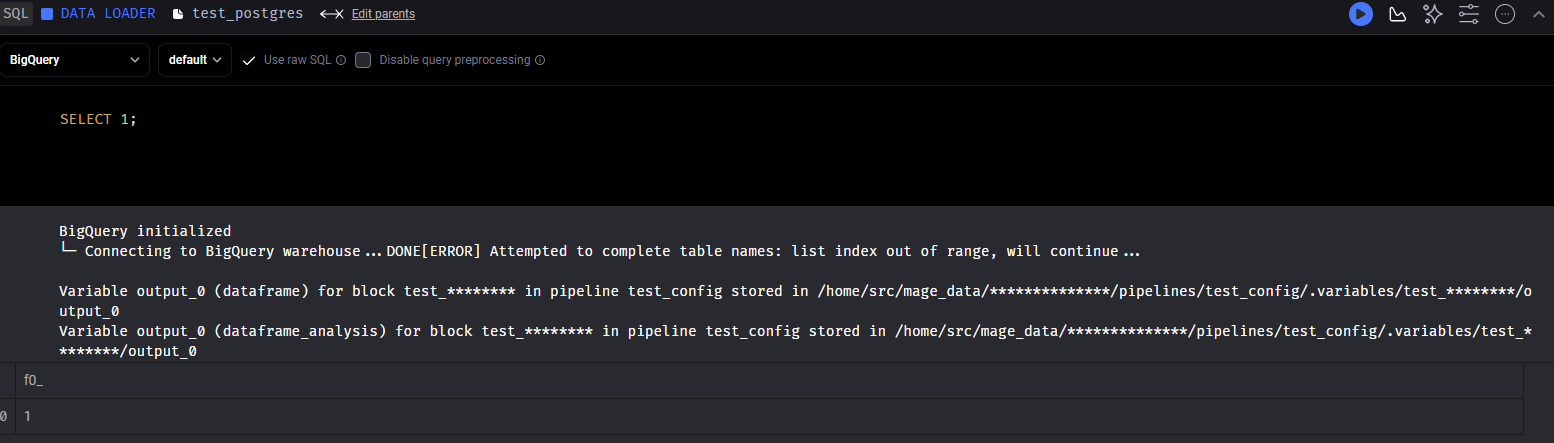 SQL DATA LOADER test_postgres Edit parents
BigQuery default Use raw SQL Disable query preprocessing
SELECT 1;
BigQuery initialized
└─ Connecting to BigQuery warehouse...DONE[ERROR] Attempted to complete table names: list index out of range, will continue...
Variable output_0 (dataframe) for block test_******** in pipeline test_config stored in /home/src/mage_data/**************/pipelines/test_config/.variables/test_********/o
utput_0
Variable output_0 (dataframe_analysis) for block test_******** in pipeline test_config stored in /home/src/mage_data/**************/pipelines/test_config/.variables/test_*
*******/output_0
f0_
0 1